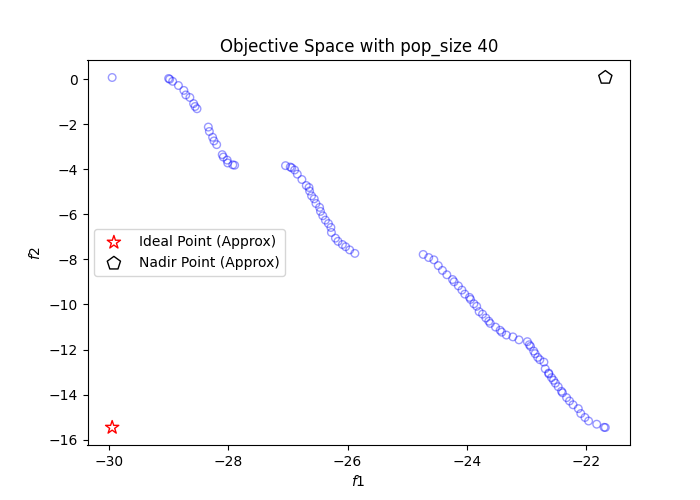 Objective Space with pop_size 40
f2
0
−2
−4
−6
−8
−10
−12
−14
−16
Ideal Point (Approx)
Nadir Point (Approx)
−30
−28
−26
−24
−22
f1